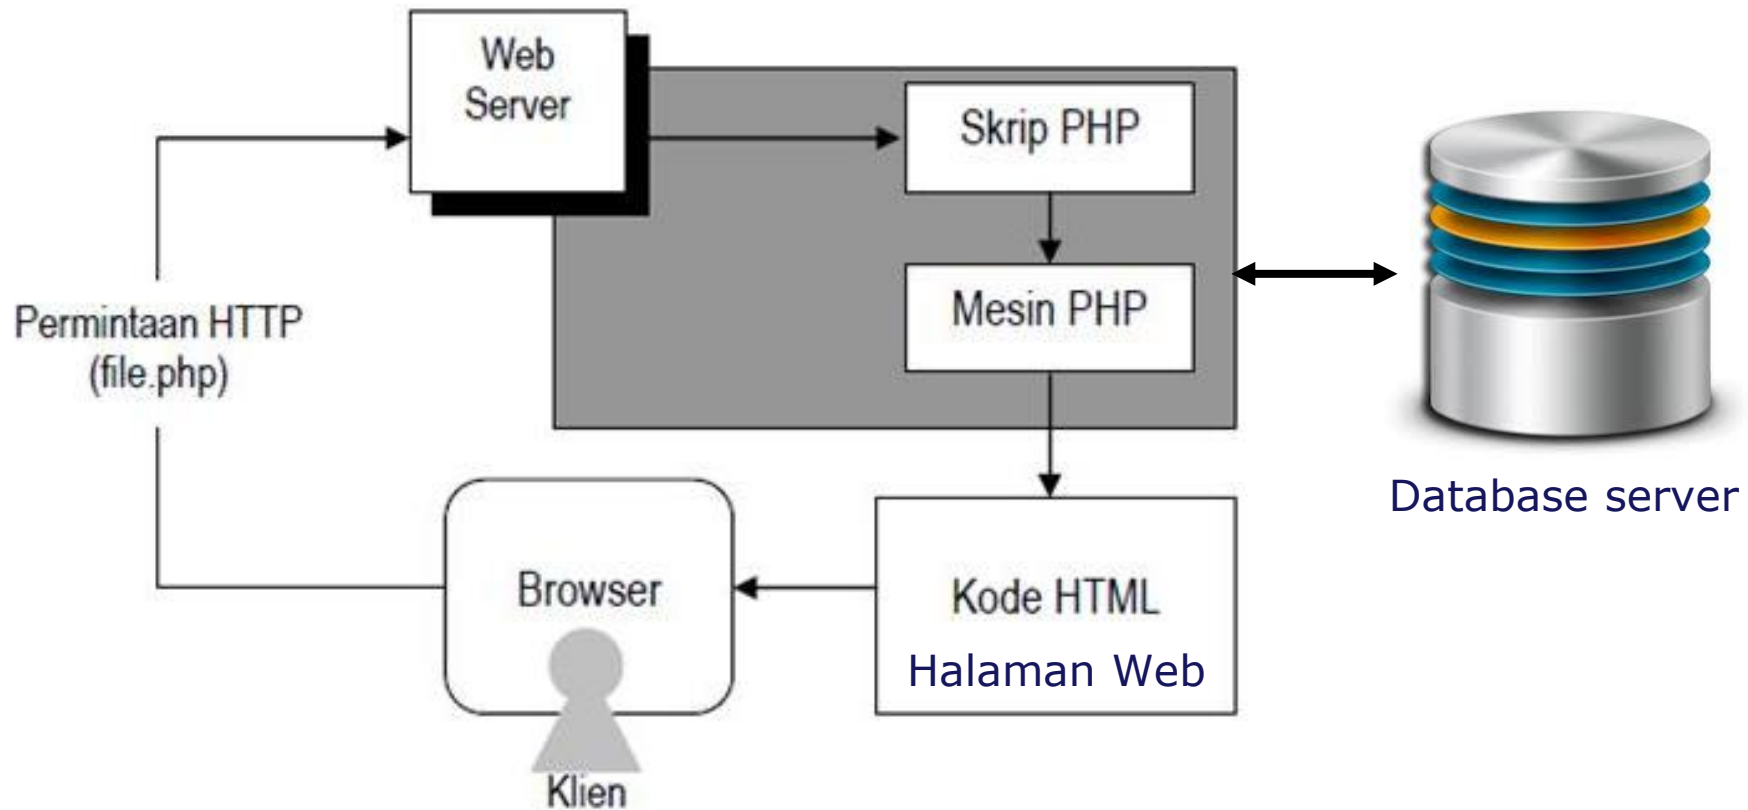 Web
Server
Skrip PHP
Mesin PHP
Permintaan HTTP
(file.php)
Database server
Browser
Kode HTML
Halaman Web
Klien